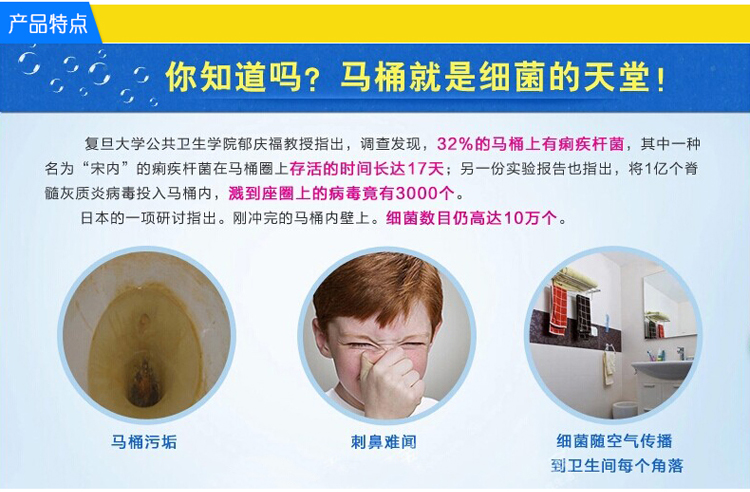 产品特点
你知道吗？马桶就是细菌的天堂！
复旦大学公共卫生学院郁庆福教授指出，调查发现，32%的马桶上有痢疾杆菌，其中一种
名为“宋内”的痢疾杆菌在马桶圈上存活的时间长达17天；另一份实验报告也指出，将1亿个脊
髓灰质炎病毒投入马桶内，溅到座圈上的病毒竟有3000个。
日本的一项研讨指出。刚冲完的马桶内壁上。细菌数目仍高达10万个。
马桶污垢
刺鼻难闻
细菌随空气传播
到卫生间每个角落